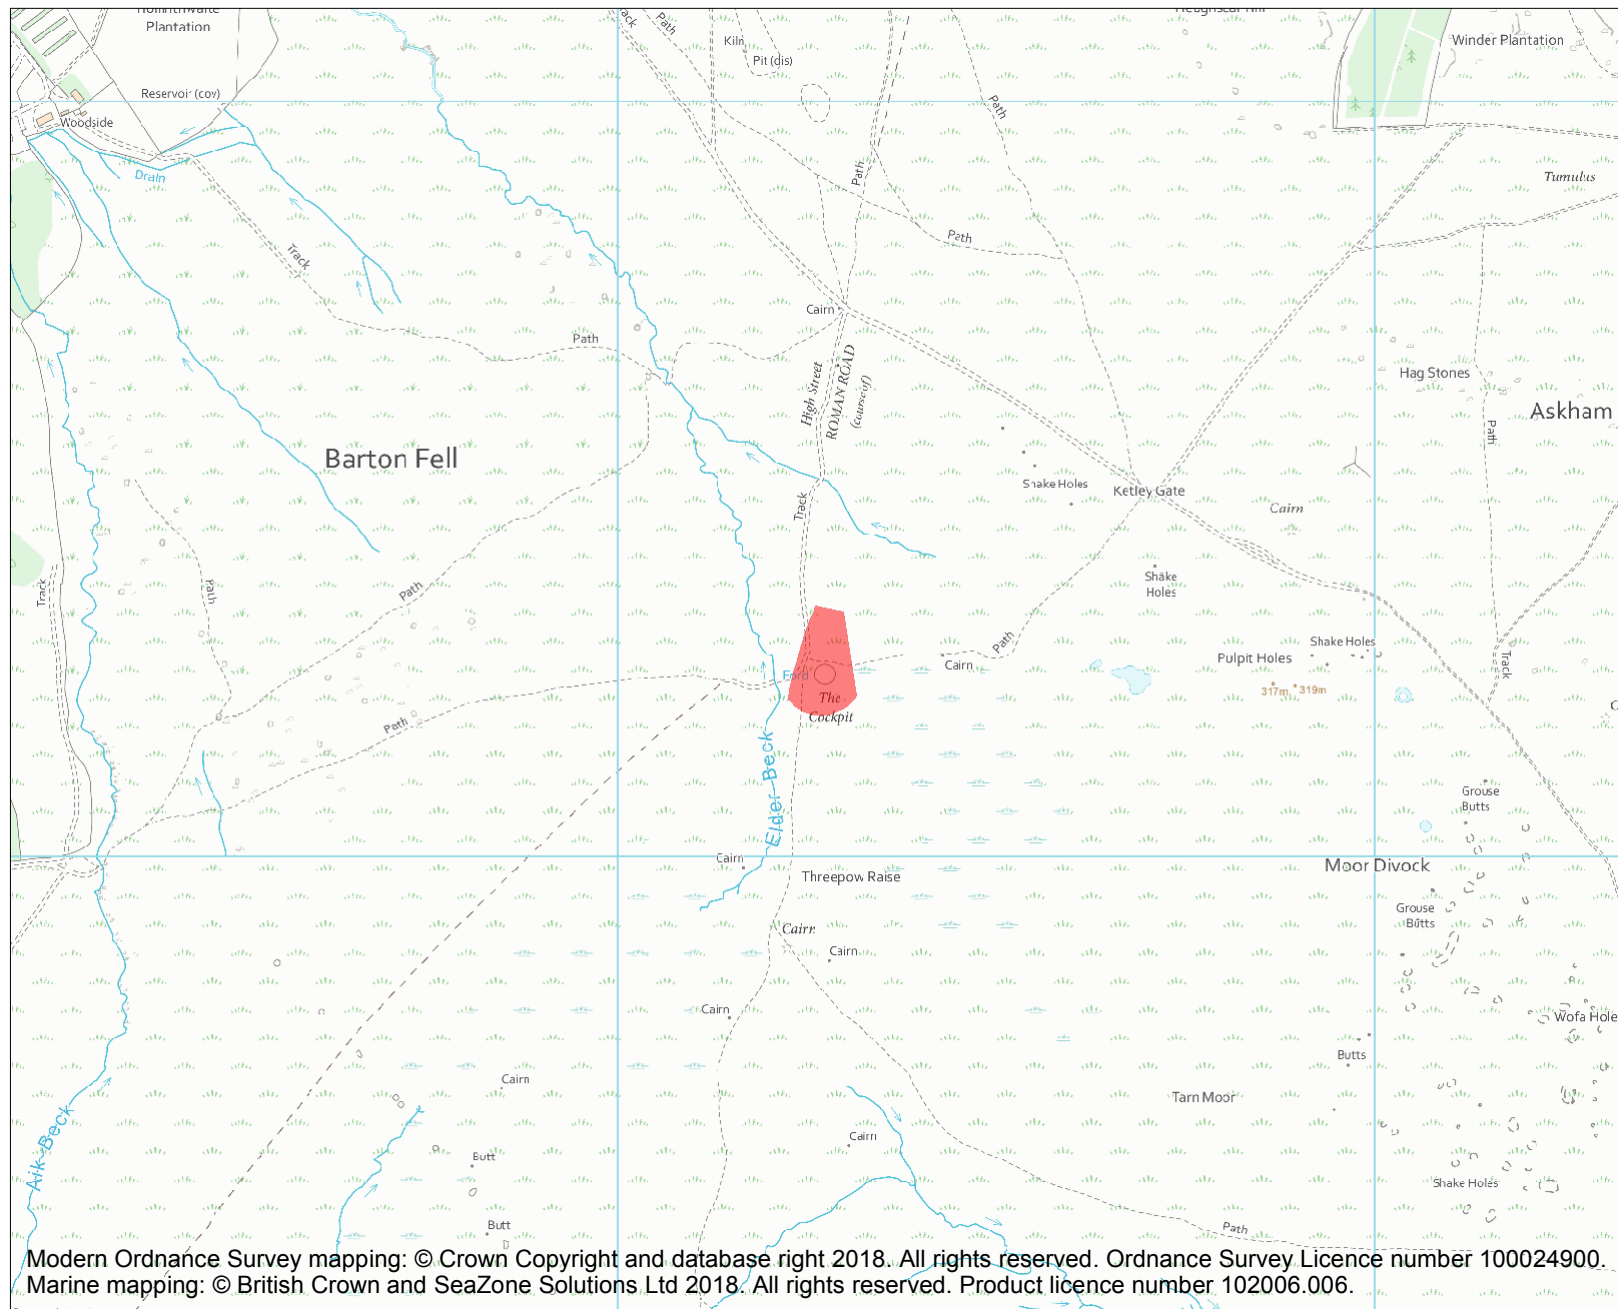 Plantation
Kiln
Path
Pit (dis)
Winder Plantation
Reservoir (cov)
Woodside
Path
Drain
Path
Tumulus
Track
Path
Cairn
Path
High Street
ROMAN ROAD
(course of)
Hag Stones
Askham
Path
Barton Fell
Shake Holes
Ketley Gate
Cairn
Track
Track
Path
Path
Shake
Holes
Path
Shake Holes
Pulpit Holes
Cairn
Track
Ford
317m
319m
The
Cockpit
Path
Elder Beck
Grouse
Butts
Cairn
Threepow Raise
Moor Divock
Grouse
Butts
Cairn
Cairn
Cairn
Wofa Hole
Butts
Cairn
Tarn Moor
Aik Beck
Cairn
Butt
Shake Holes
Butt
Path
Modern Ordnance Survey mapping: © Crown Copyright and database right 2018. All rights reserved. Ordnance Survey Licence number 100024900.
Marine mapping: © British Crown and SeaZone Solutions Ltd 2018. All rights reserved. Product licence number 102006.006.